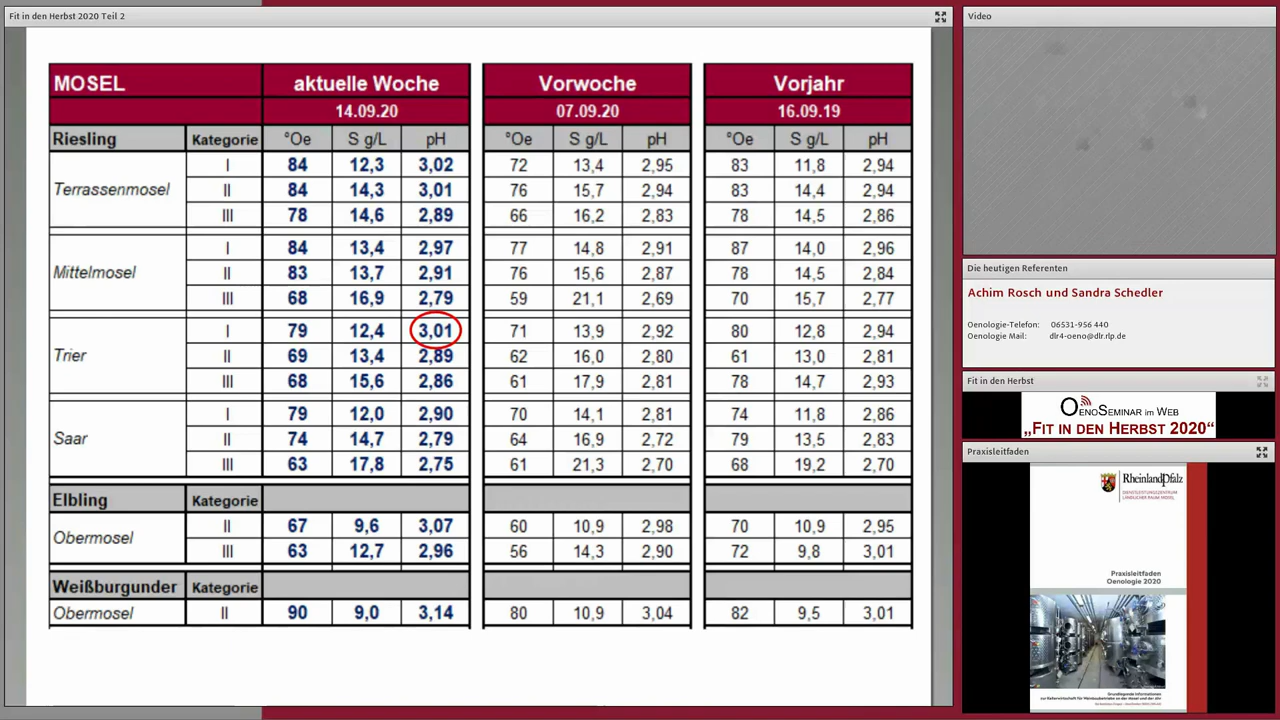 Fit in den Herbst 2020 Teil 2
MOSEL aktuelle Woche Vorwoche Vorjahr
14.09.20 07.09.20 16.09.19
Riesling Kategorie °Oe S g/L pH °Oe S g/L pH °Oe S g/L pH
I 84 12,3 3,02 72 13,4 2,95 83 11,8 2,94
Terrassenmosel II 84 14,3 3,01 76 15,7 2,94 83 14,4 2,94
III 78 14,6 2,89 66 16,2 2,83 78 14,5 2,86
I 84 13,4 2,97 77 14,8 2,91 87 14,0 2,96
Mittelmosel II 83 13,7 2,91 76 15,6 2,87 78 14,5 2,84
III 68 16,9 2,79 59 21,1 2,69 70 15,7 2,77
I 79 12,4 3,01 71 13,9 2,92 80 12,8 2,94
Trier II 69 13,4 2,89 62 16,0 2,80 61 13,0 2,81
III 68 15,6 2,86 61 17,9 2,81 78 14,7 2,93
I 79 12,0 2,90 70 14,1 2,81 74 11,8 2,86
Saar II 74 14,7 2,79 64 16,9 2,72 79 13,5 2,83
III 63 17,8 2,75 61 21,3 2,70 68 19,2 2,70
Elbling Kategorie
Obermosel II 67 9,6 3,07 60 10,9 2,98 70 10,9 2,95
III 63 12,7 2,96 56 14,3 2,90 72 9,8 3,01
Weißburgunder Kategorie
Obermosel II 90 9,0 3,14 80 10,9 3,04 82 9,5 3,01
Video
Die heutigen Referenten
Achim Rosch und Sandra Schedler
Oenologie-Telefon: 06531-956 440
Oenologie Mail: dlr4-oeno@dlr.rlp.de
Fit in den Herbst
OENOSEMINAR IM WEB
„FIT IN DEN HERBST 2020“
Praxisleitfaden
RheinlandPfalz
DIENSTLEISTUNGSZENTRUM
LÄNDLICHER RAUM MOSEL
Praxisleitfaden
Oenologie 2020
Grundlegende Informationen
zur Kellerwirtschaft für Weinbaubetriebe an der Mosel und der Ahr